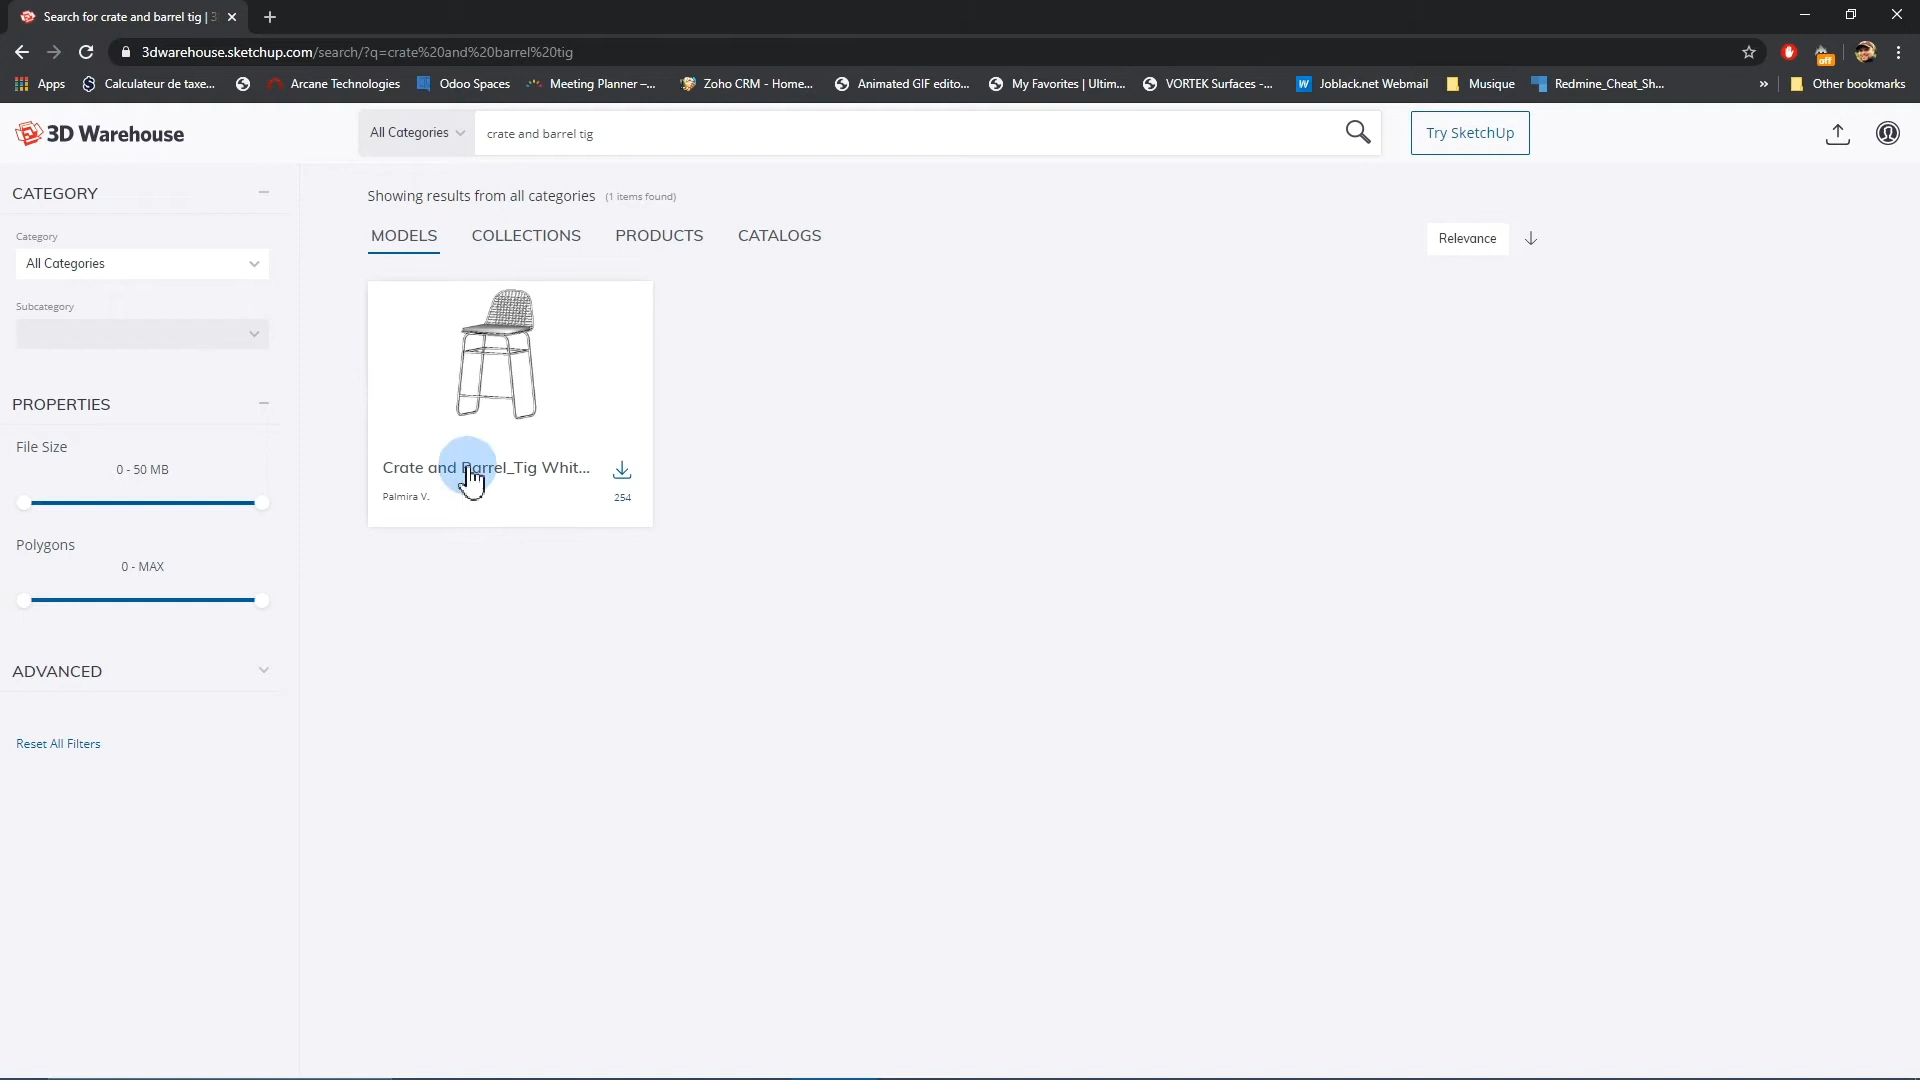 Search for crate and barrel tig | 3
3dwarehouse.sketchup.com/search/?q=crate%20and%20barrel%20tig
off
Apps
Calculateur de taxe...
Arcane Technologies
Odoo Spaces
Meeting Planner –...
Zoho CRM - Home...
Animated GIF edito...
My Favorites | Ultim...
VORTEK Surfaces -...
Joblack.net Webmail
Musique
Redmine_Cheat_Sh...
»
Other bookmarks
3D Warehouse
All Categories
crate and barrel tig
Try SketchUp
CATEGORY
Category
All Categories
Subcategory
PROPERTIES
File Size
0 - 50 MB
Polygons
0 - MAX
ADVANCED
Reset All Filters
Showing results from all categories (1 items found)
MODELS
COLLECTIONS
PRODUCTS
CATALOGS
Relevance
Crate and Barrel_Tig Whit...
Palmira V.
254